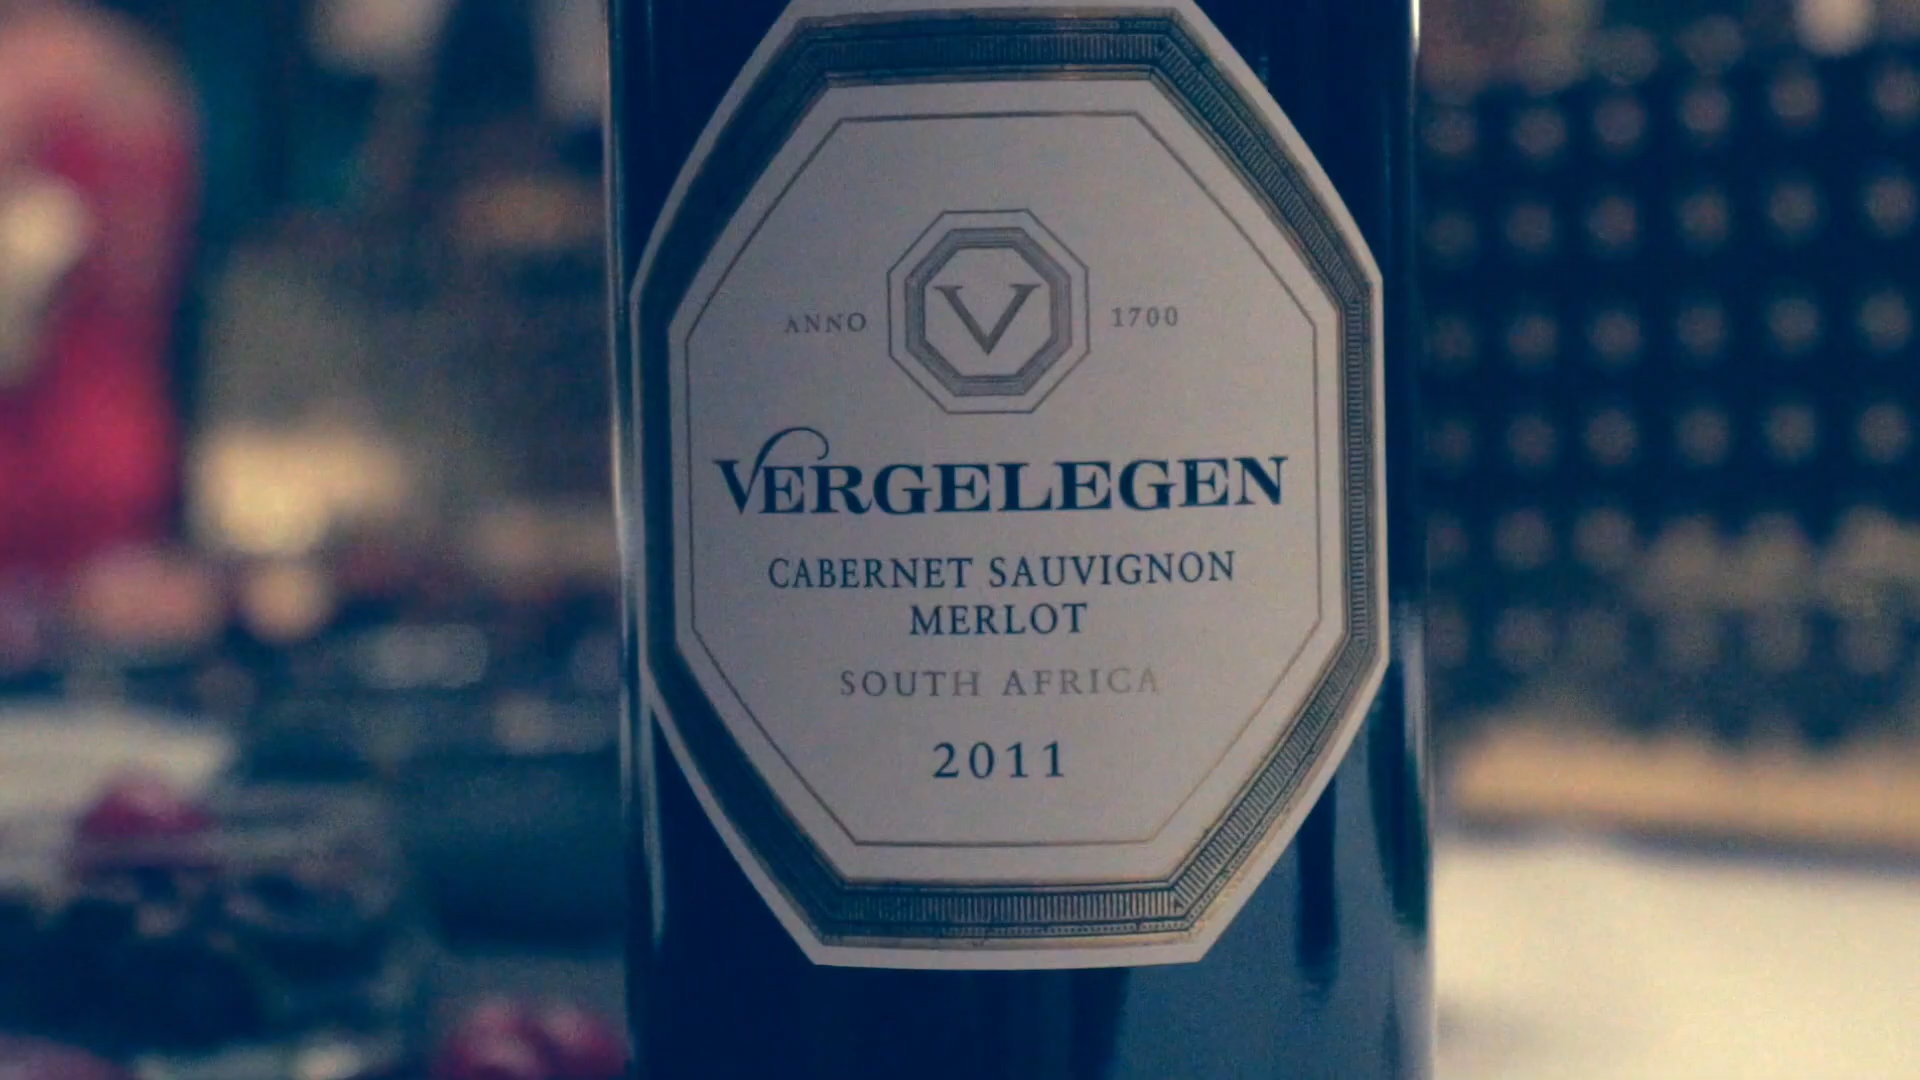 V
ANNO 1700
VERGELEGEN
CABERNET SAUVIGNON
MERLOT
SOUTH AFRICA
2011